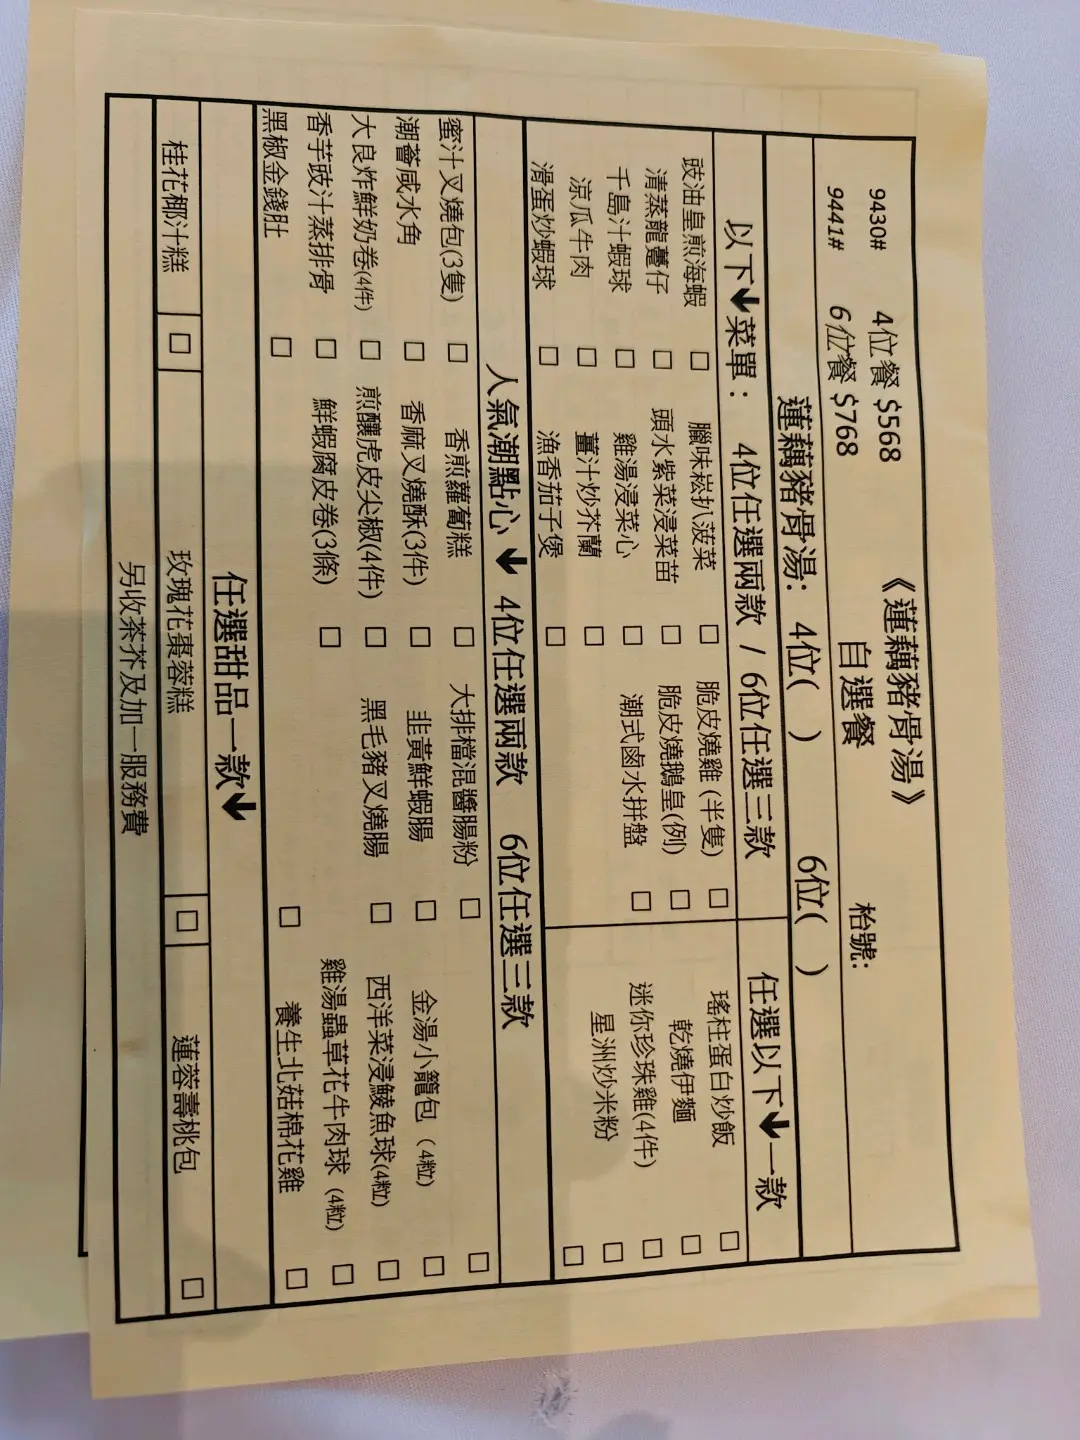 《蓮藕豬骨湯》
9430# 4位餐 $568 自選餐 枱號:
9441# 6位餐 $768
蓮藕豬骨湯: 4位( ) 6位( )
以下↓菜單： 4位任選兩款 / 6位任選三款 任選以下↓一款
豉油皇煎海蝦 □ 臘味崧扒菠菜 □ 脆皮燒雞 (半隻) □ 瑤柱蛋白炒飯 □
清蒸龍躉仔 □ 頭水紫菜浸菜苗 □ 脆皮燒鵝皇(例) □ 乾燒伊麵 □
千島汁蝦球 □ 雞湯浸菜心 □ 潮式鹵水拼盤 □ 迷你珍珠雞(4件) □
涼瓜牛肉 □ 薑汁炒芥蘭 □ 星洲炒米粉 □
滑蛋炒蝦球 □ 漁香茄子煲 □ □
人氣潮點心 ↓ 4位任選兩款 6位任選三款
蜜汁叉燒包(3隻) □ 香煎蘿蔔糕 □ 大排檔混醬腸粉 □ □
潮薈咸水角 □ 香麻叉燒酥(3件) □ 韭黃鮮蝦腸 □ 金湯小籠包（4粒) □
大良炸鮮奶卷(4件) □ 煎釀虎皮尖椒(4件) □ 黑毛豬叉燒腸 □ 西洋菜浸鯪魚球(4粒) □
香芋豉汁蒸排骨 □ 鮮蝦腐皮卷(3條) □ 雞湯蟲草花牛肉球 (4粒) □
黑椒金錢肚 □ □ 養生北菇棉花雞 □
任選甜品一款↓
桂花椰汁糕 □ 玫瑰花棗蓉糕 □ 蓮蓉壽桃包 □
另收茶芥及加一服務費